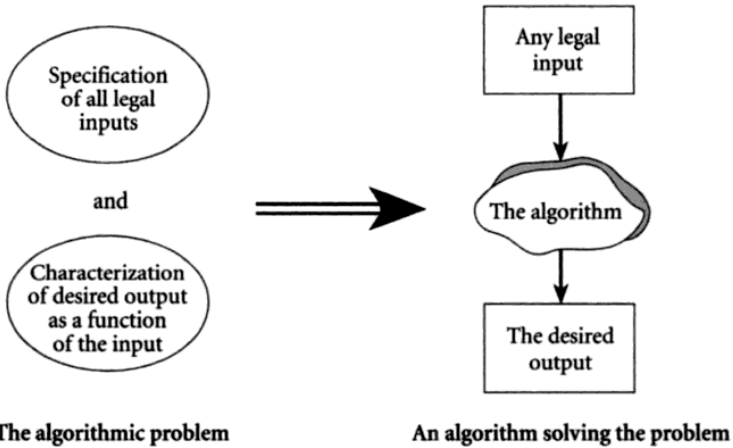 Specification
of all legal
inputs
and
Characterization
of desired output
as a function
of the input
The algorithmic problem
Any legal
input
The algorithm
The desired
output
An algorithm solving the problem